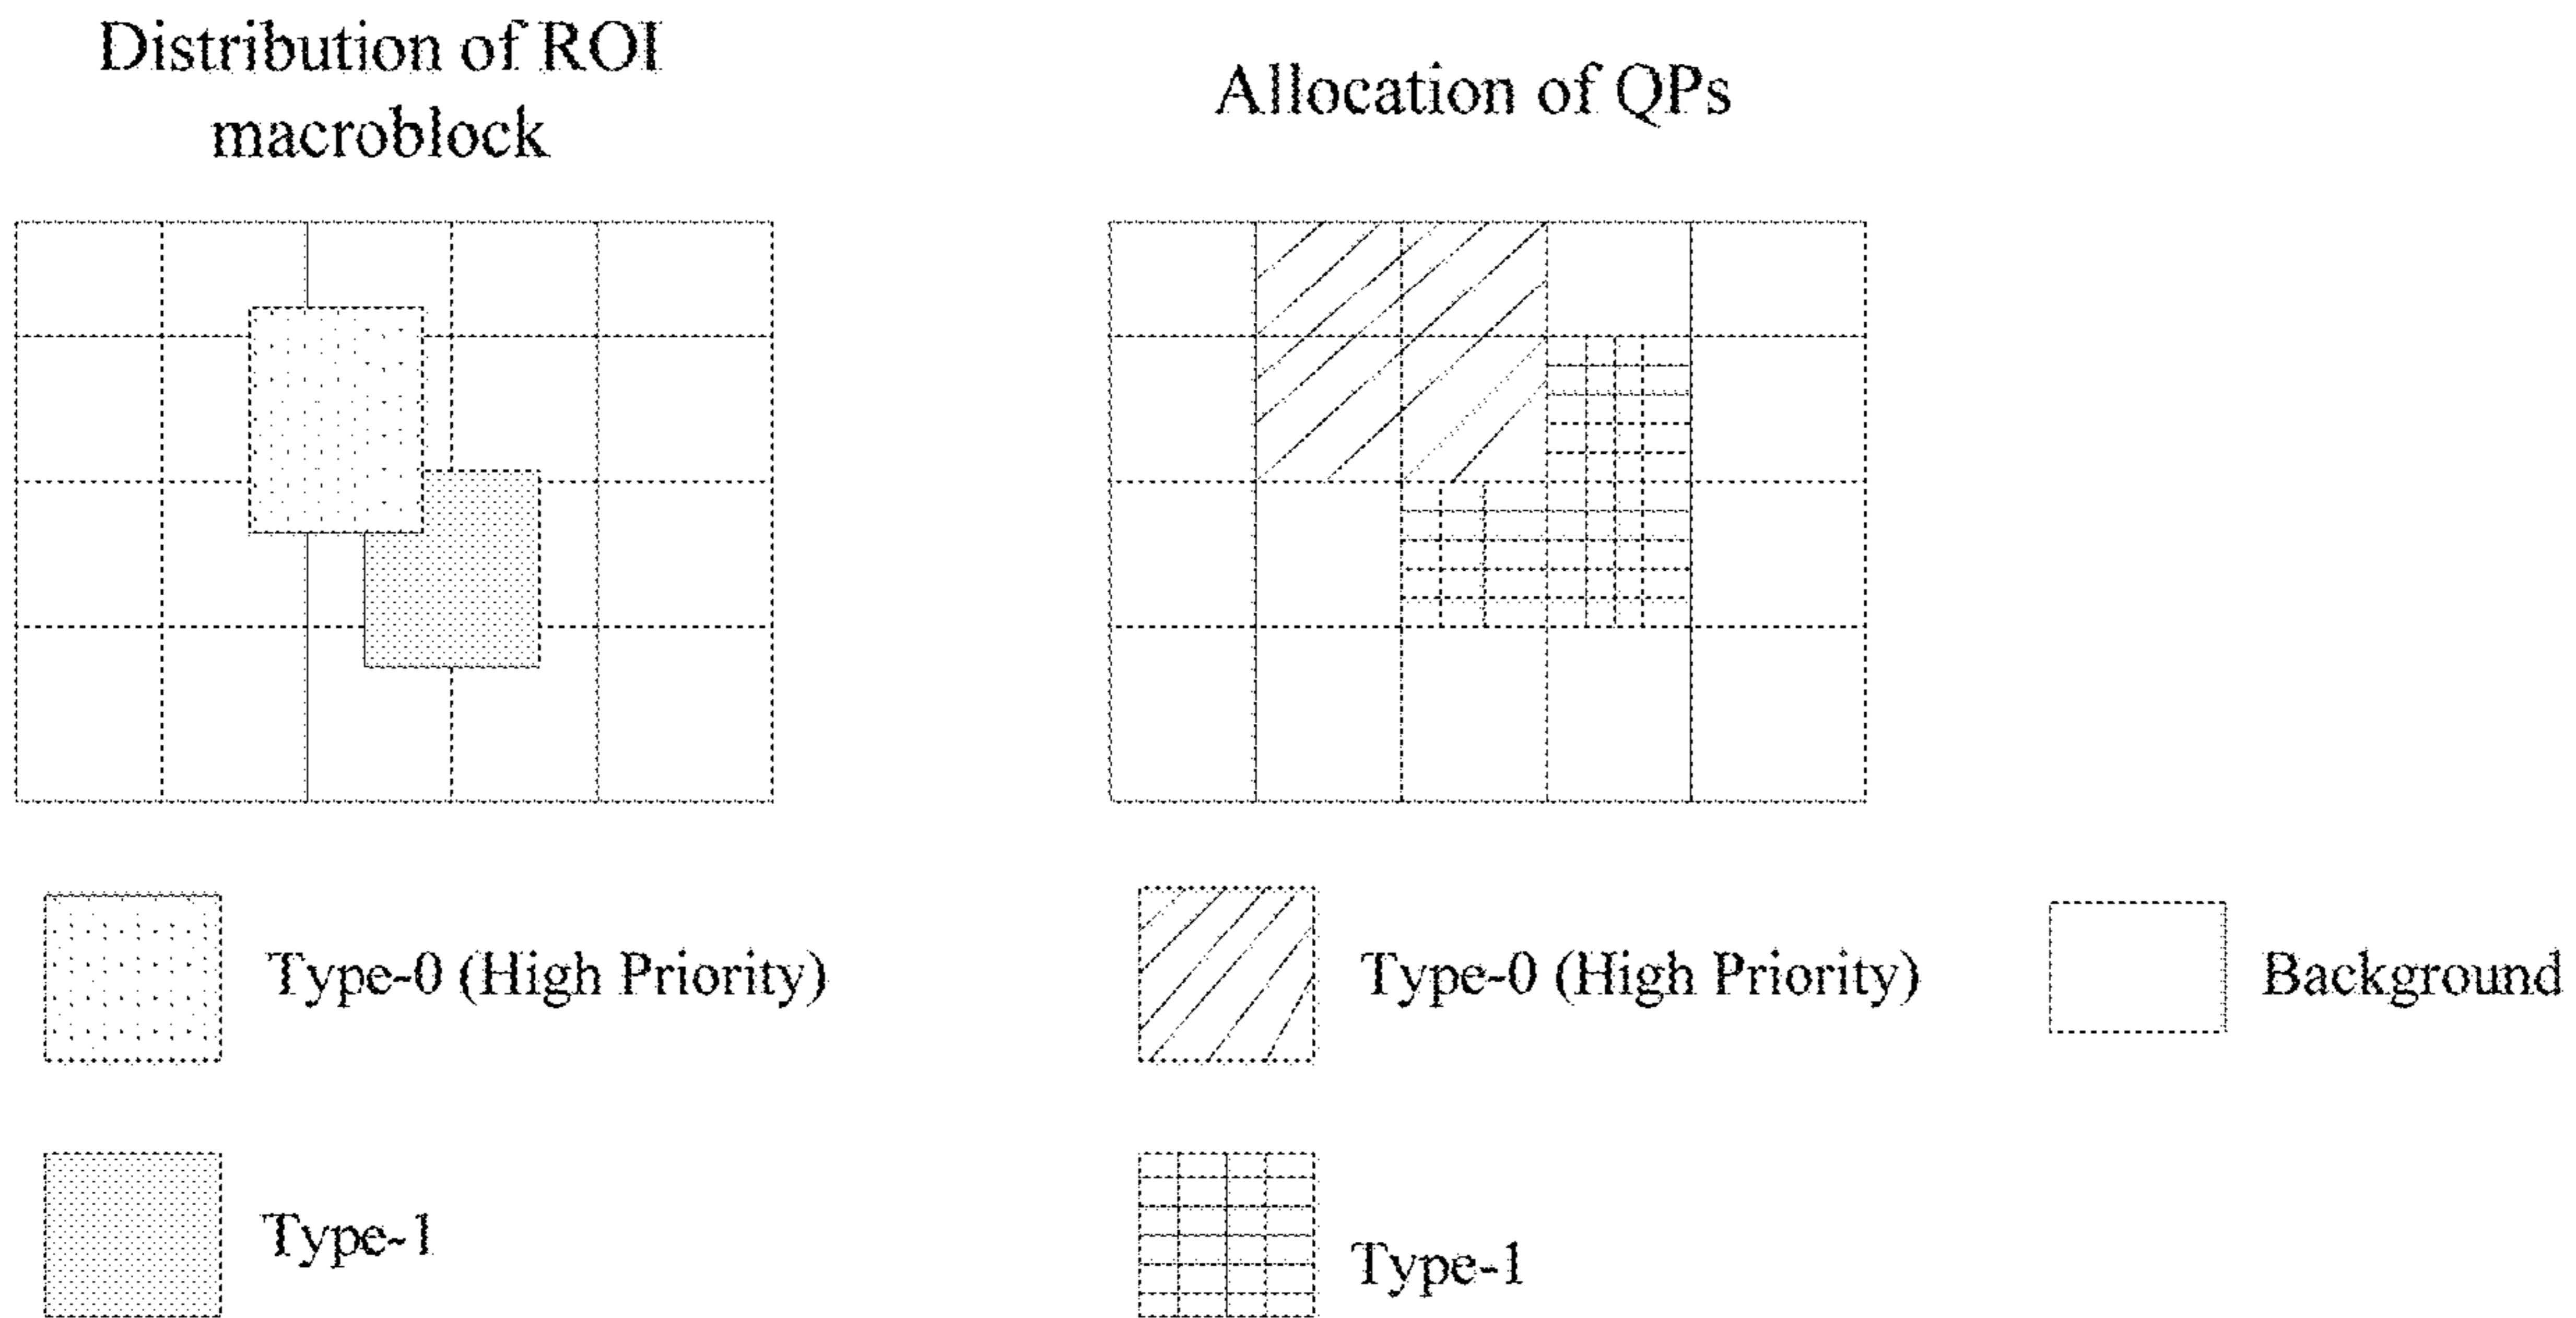 Distribution of ROI
macroblock
Allocation of QPs
Type-0 (High Priority)
Type-0 (High Priority)
Background
Type-1
Type-1